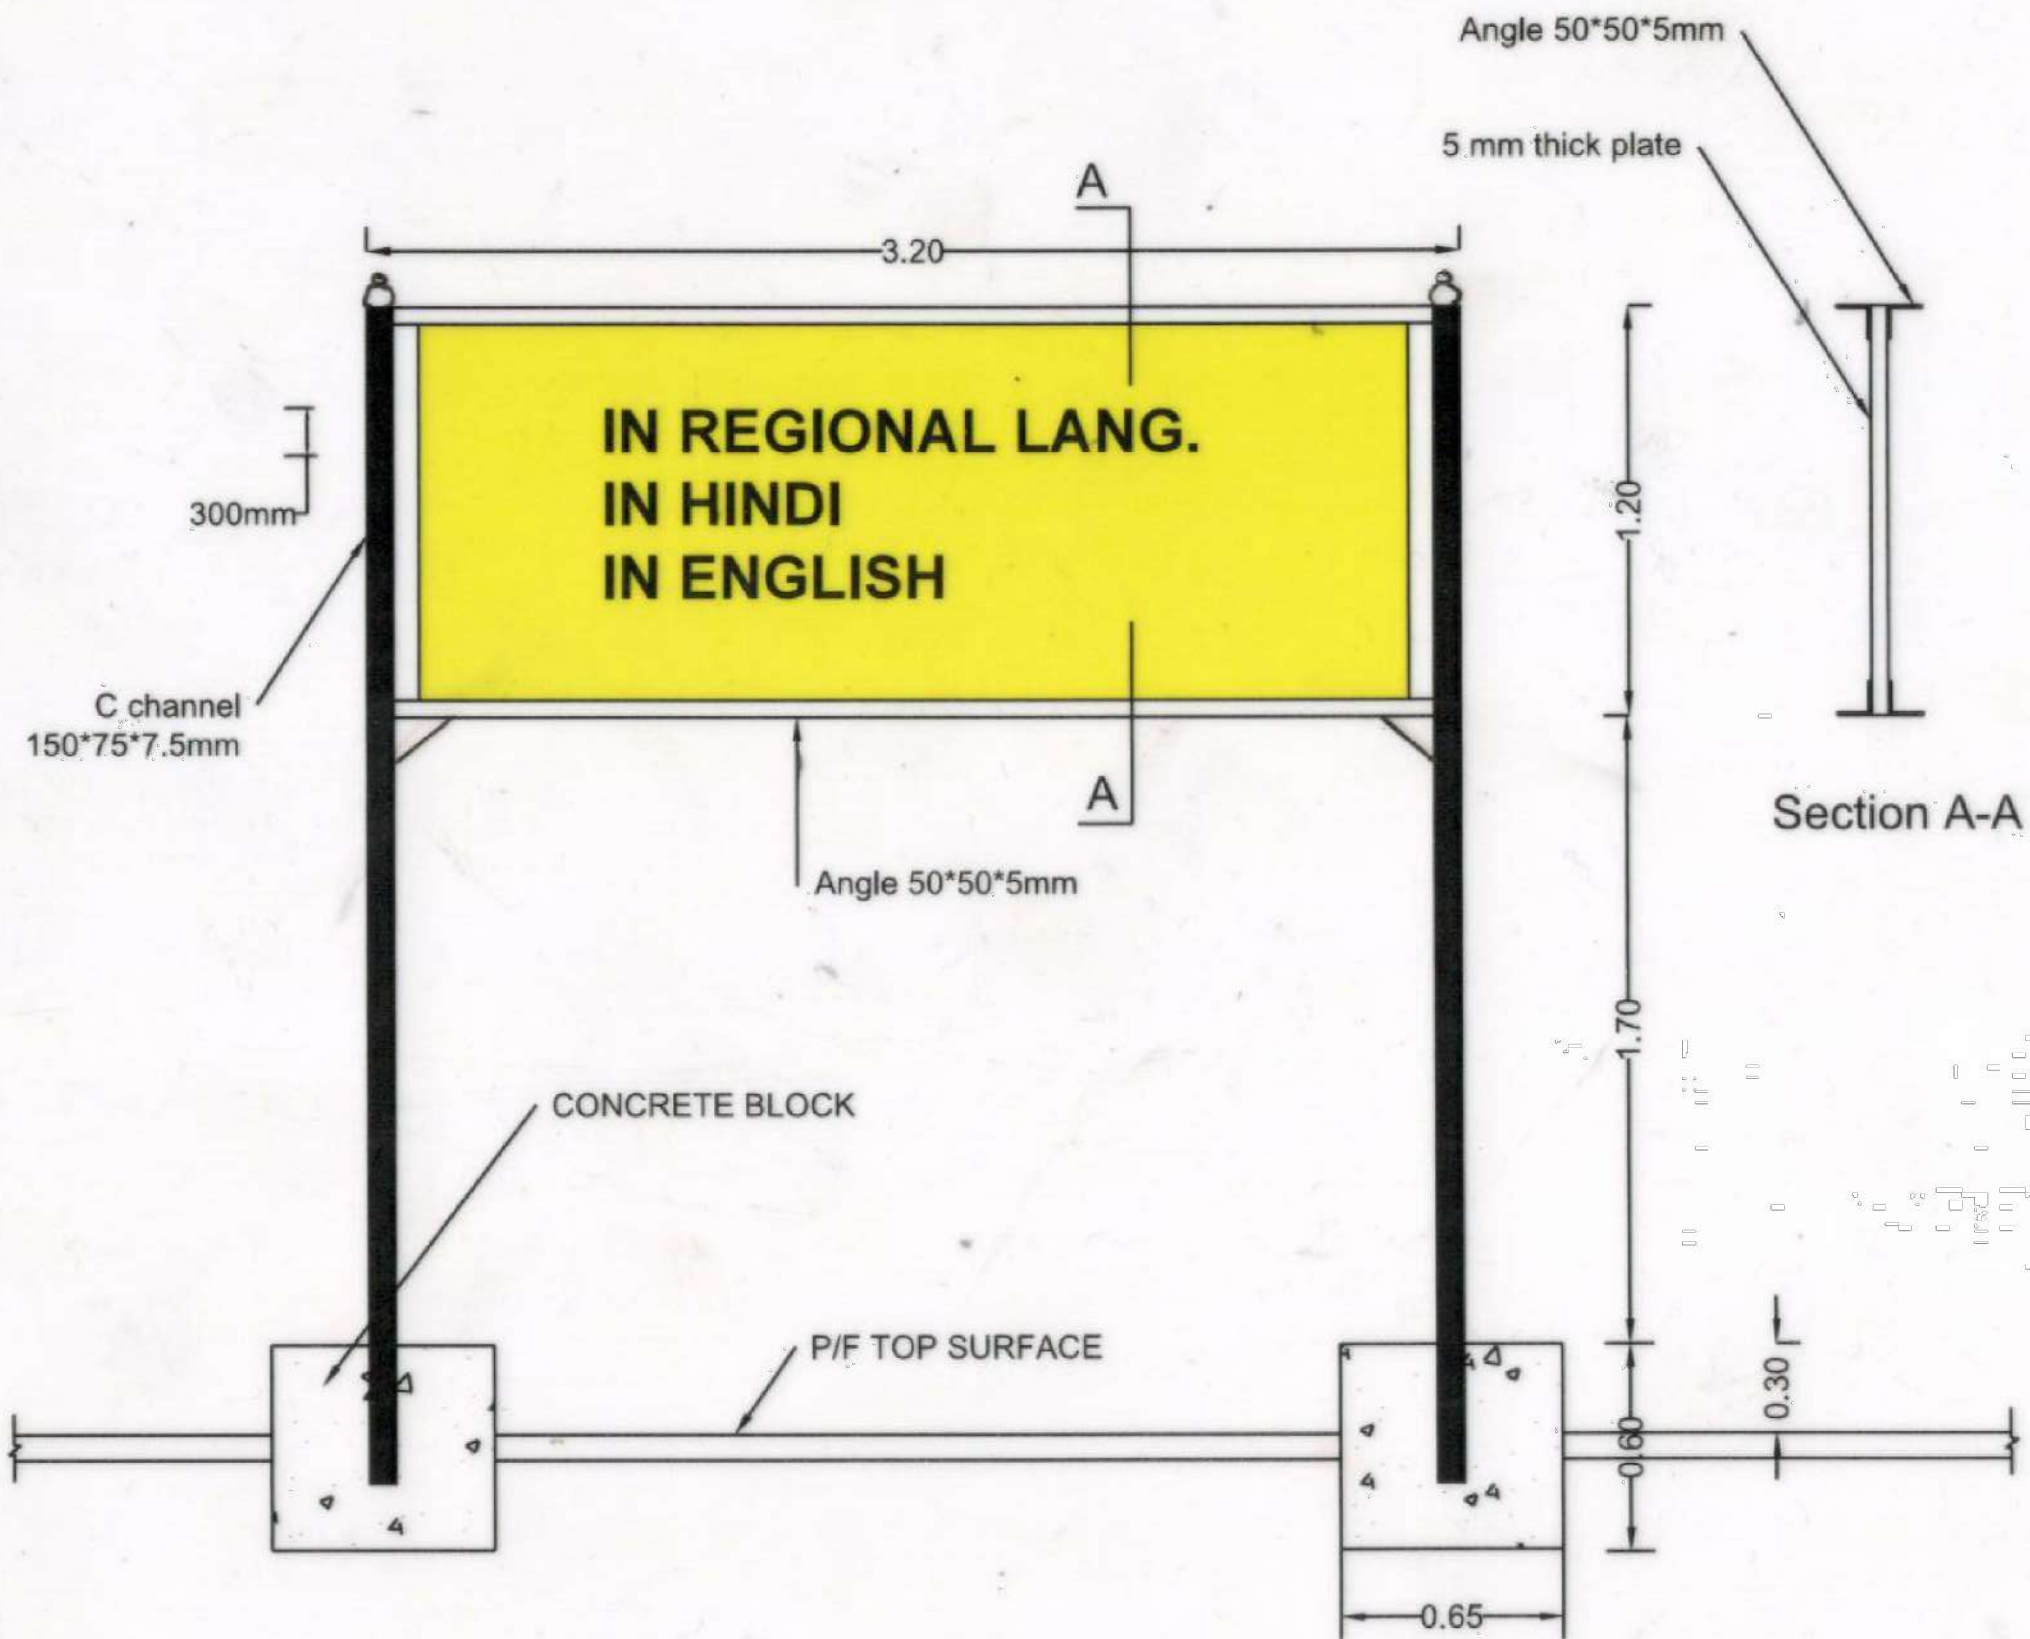 Angle 50*50*5mm
5 mm thick plate
A
3.20
IN REGIONAL LANG.
IN HINDI
IN ENGLISH
300mm
1.20
C channel
150*75*7.5mm
A
Section A-A
Angle 50*50*5mm
1.70
CONCRETE BLOCK
P/F TOP SURFACE
0.30
0.60
0.65